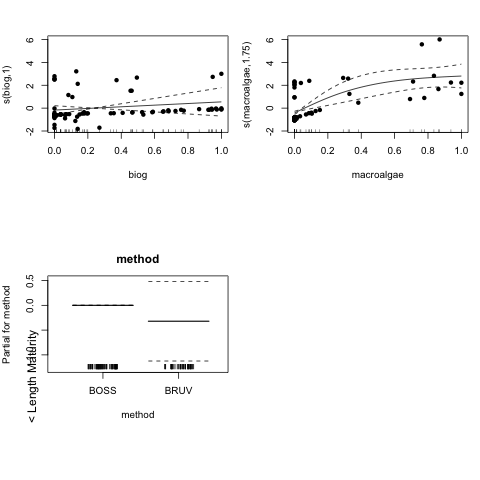 s(biog,1)
6
4
2
0
-2
0.0 0.2 0.4 0.6 0.8 1.0
biog
s(macroalgae,1.75)
6
4
2
0
-2
0.0 0.2 0.4 0.6 0.8 1.0
macroalgae
method
Partial for method
0.5
0.0
< Length Maturity
BOSS BRUV
method